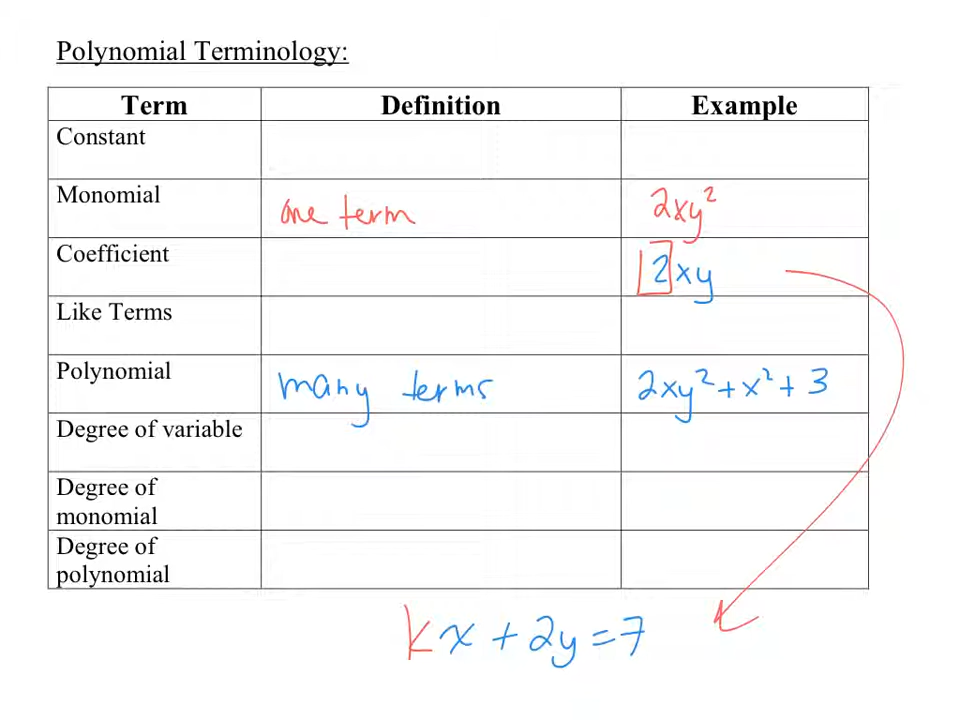 Polynomial Terminology:
Term Definition Example
Constant
Monomial one term 2xy²
Coefficient 2xy
Like Terms
Polynomial many terms 2xy² + x² + 3
Degree of variable
Degree of
monomial
Degree of
polynomial
kx + 2y = 7